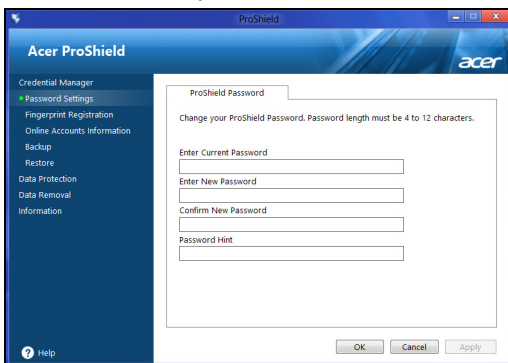 ProShield
Acer ProShield
acer
Credential Manager
Password Settings
Fingerprint Registration
Online Accounts Information
Backup
Restore
Data Protection
Data Removal
Information
ProShield Password
Change your ProShield Password. Password length must be 4 to 12 characters.
Enter Current Password
Enter New Password
Confirm New Password
Password Hint
? Help
OK Cancel Apply